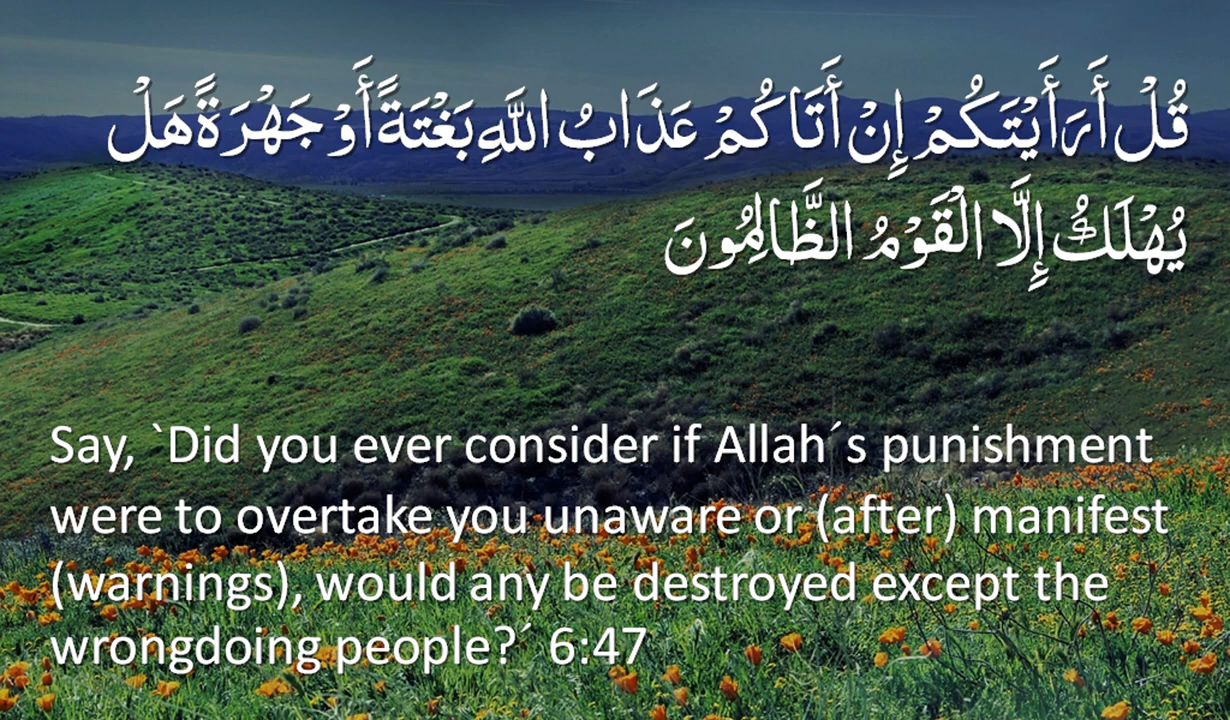 قُلْ أَرَأَيْتَكُمْ إِنْ أَتَاكُمْ عَذَابُ اللَّهِ بَغْتَةً أَوْ جَهْرَةً هَلْ
يُهْلَكُ إِلَّا الْقَوْمُ الظَّالِمُونَ
Say, `Did you ever consider if Allah´s punishment
were to overtake you unaware or (after) manifest
(warnings), would any be destroyed except the
wrongdoing people?´ 6:47